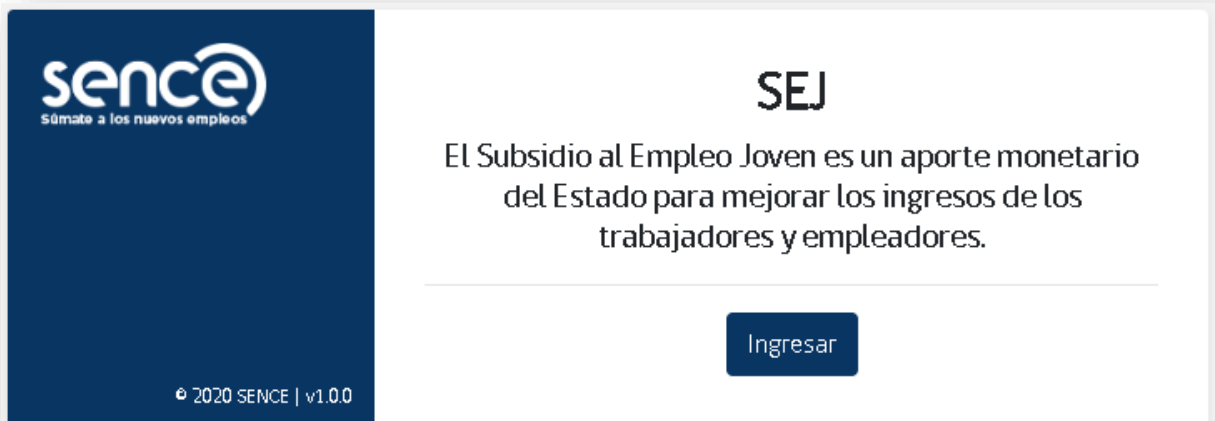 sence
Súmate a los nuevos empleos
© 2020 SENCE | v1.0.0
SEJ
El Subsidio al Empleo Joven es un aporte monetario
del Estado para mejorar los ingresos de los
trabajadores y empleadores.
Ingresar